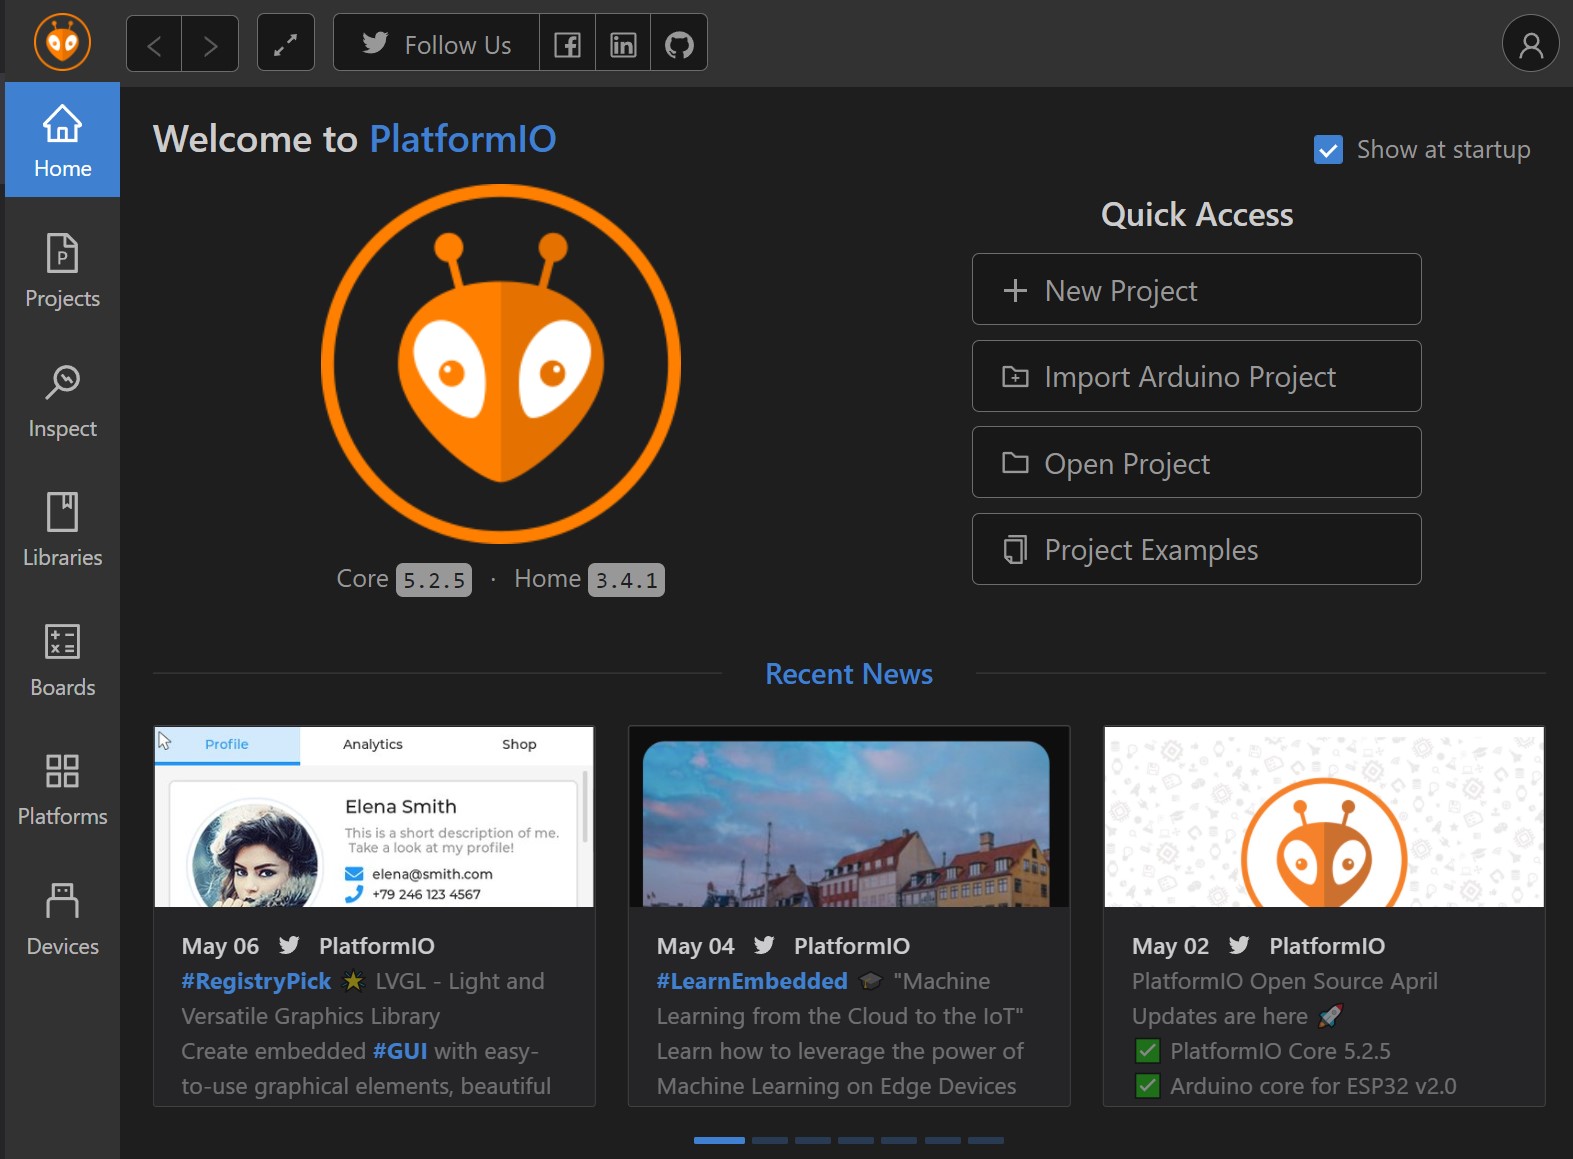 Follow Us
Home
Projects
Inspect
Libraries
Boards
Platforms
Devices
Welcome to PlatformIO
Show at startup
Core 5.2.5 · Home 3.4.1
Quick Access
New Project
Import Arduino Project
Open Project
Project Examples
Recent News
Profile Analytics Shop
Elena Smith
This is a short description of me.
Take a look at my profile!
elena@smith.com
+79 246 123 4567
May 06 PlatformIO
#RegistryPick 🌟 LVGL - Light and
Versatile Graphics Library
Create embedded #GUI with easy-
to-use graphical elements, beautiful
May 04 PlatformIO
#LearnEmbedded 🎓 "Machine
Learning from the Cloud to the IoT"
Learn how to leverage the power of
Machine Learning on Edge Devices
May 02 PlatformIO
PlatformIO Open Source April
Updates are here 🚀
✅ PlatformIO Core 5.2.5
✅ Arduino core for ESP32 v2.0